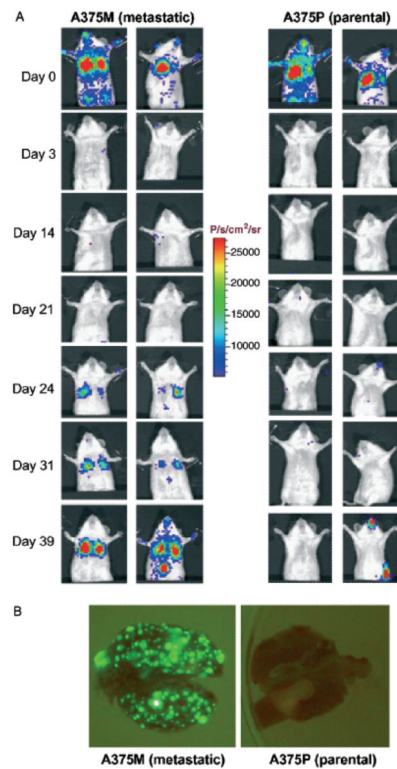 A
A375M (metastatic)
A375P (parental)
Day 0
Day 3
Day 14
P/s/cm²/sr
25000
20000
15000
10000
Day 21
Day 24
Day 31
Day 39
B
A375M (metastatic)
A375P (parental)